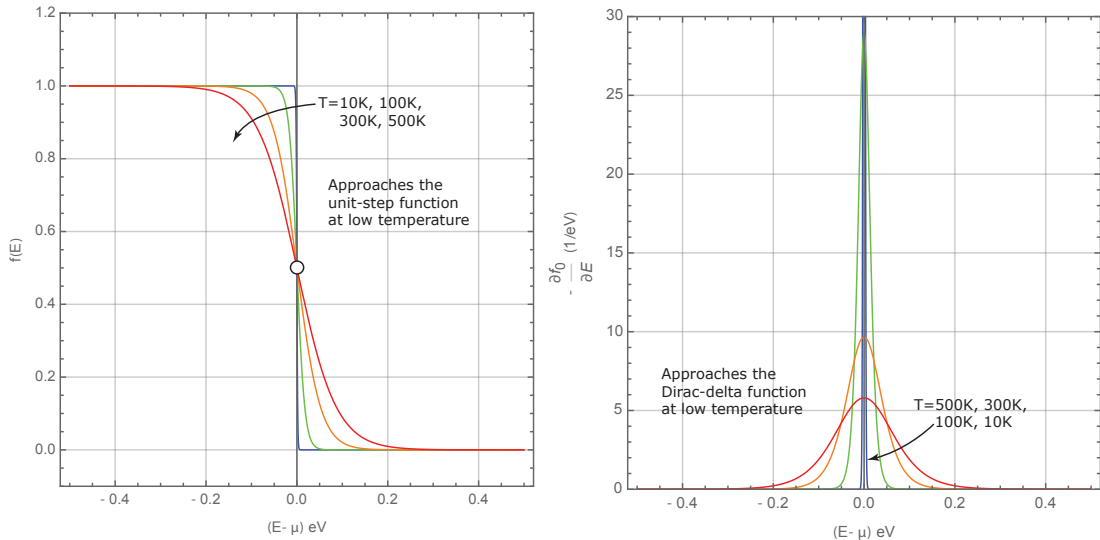 1.2
1.0
0.8
0.6
0.4
0.2
0.0
f(E)
T=10K, 100K,
300K, 500K
Approaches the
unit-step function
at low temperature
- 0.4
- 0.2
0.0
0.2
0.4
(E- μ) eV
30
25
20
15
10
5
0
- ∂f0/∂E (1/eV)
Approaches the
Dirac-delta function
at low temperature
T=500K, 300K,
100K, 10K
- 0.4
- 0.2
0.0
0.2
0.4
(E- μ) eV